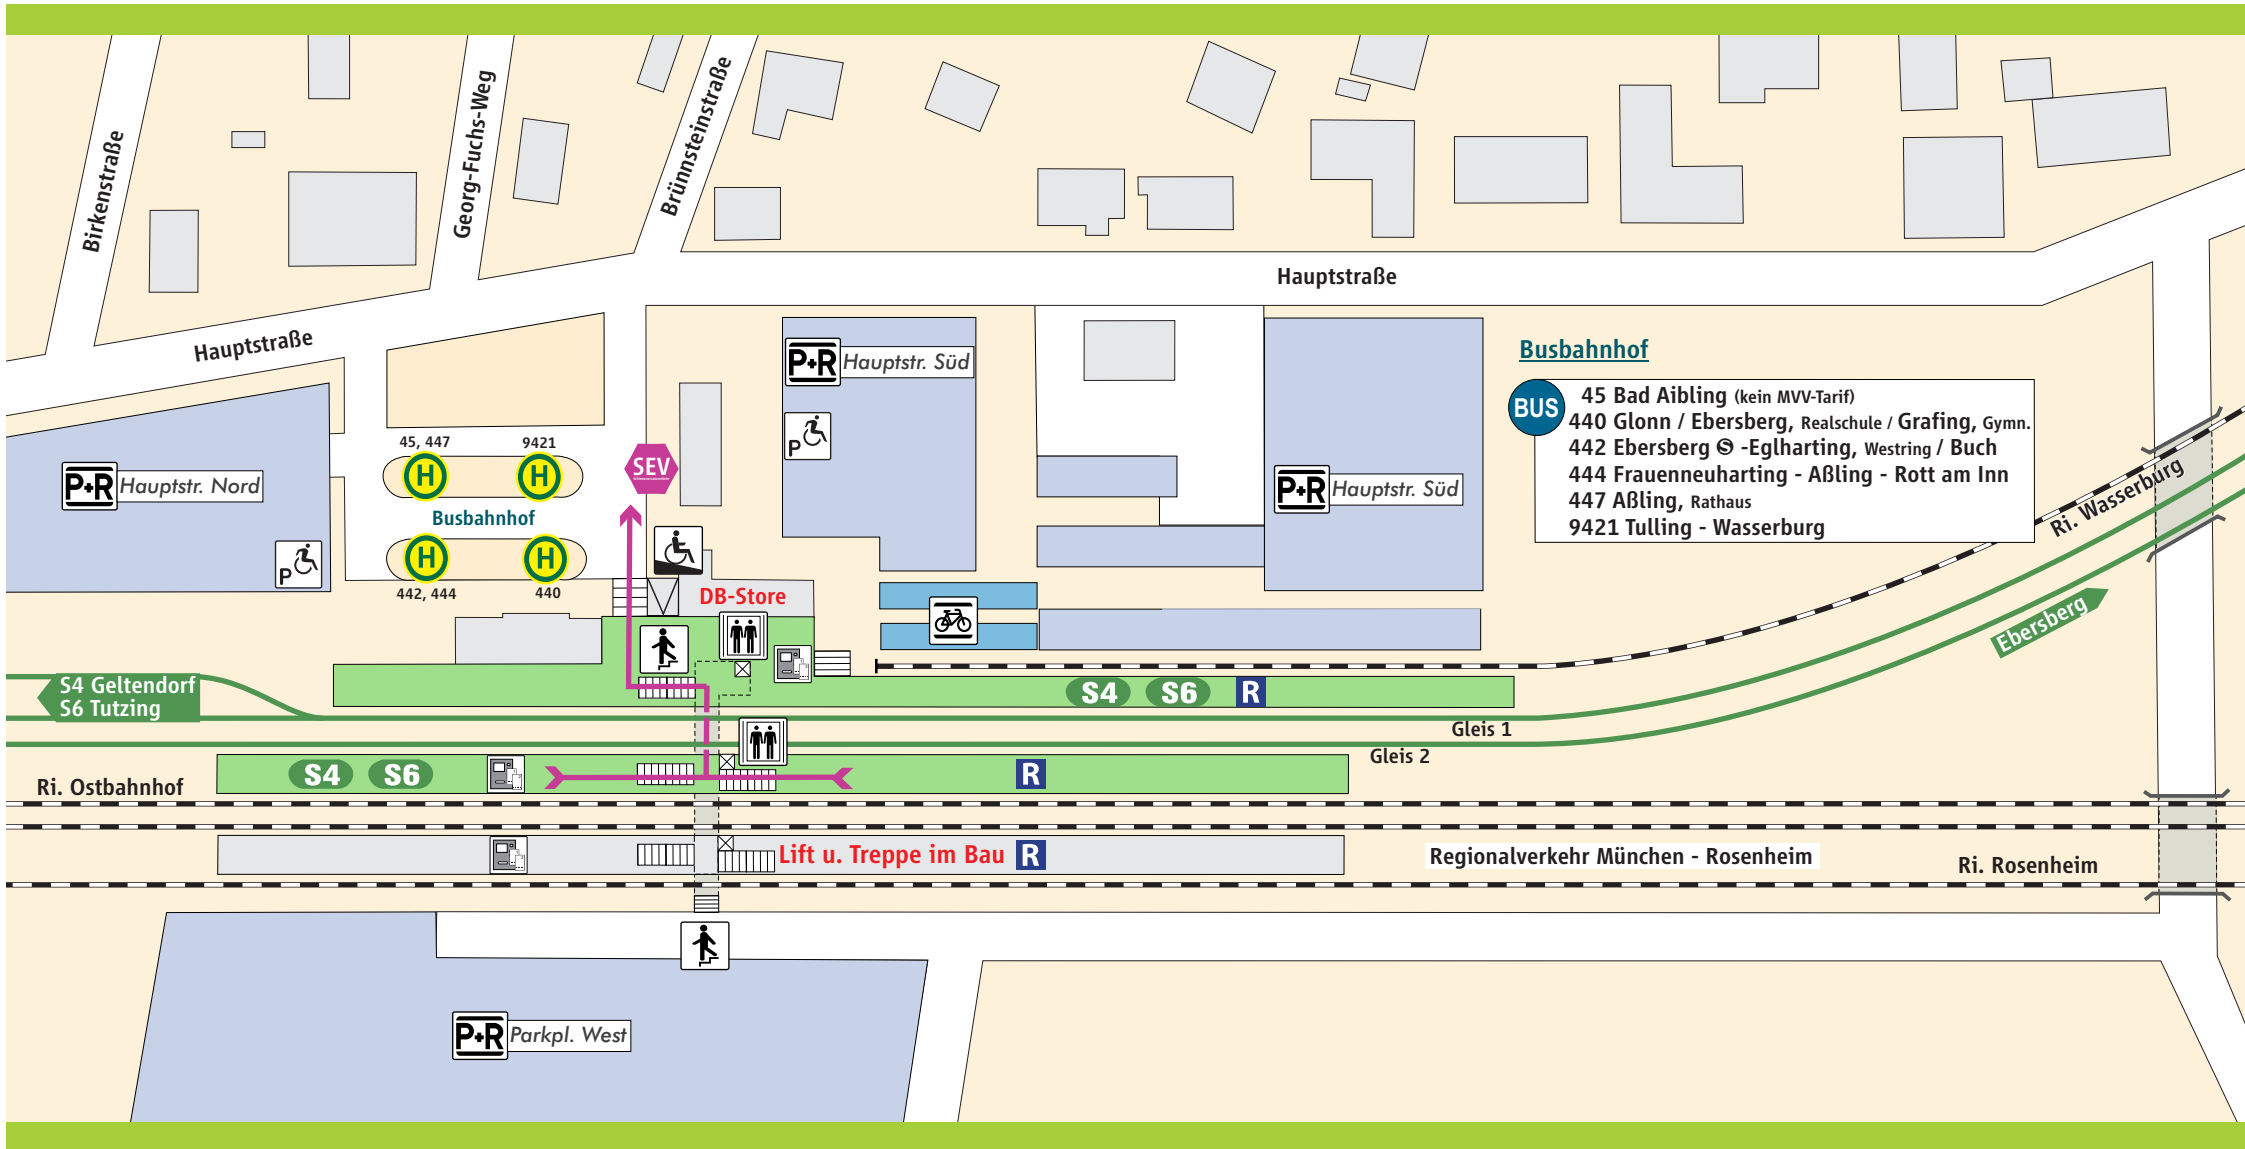 Birkenstraße
Georg-Fuchs-Weg
Brünnsteinstraße
Hauptstraße
Hauptstraße
P+R Hauptstr. Süd
P
P+R Hauptstr. Süd
P+R Hauptstr. Nord
P
45, 447
9421
H
H
Busbahnhof
H
H
442, 444
440
SEV
DB-Store
Busbahnhof
BUS
45 Bad Aibling (kein MVV-Tarif)
440 Glonn / Ebersberg, Realschule / Grafing, Gymn.
442 Ebersberg S -Eglharting, Westring / Buch
444 Frauenneuharting - Aßling - Rott am Inn
447 Aßling, Rathaus
9421 Tulling - Wasserburg
Ri. Wasserburg
Ebersberg
S4 Geltendorf
S6 Tutzing
S4 S6 R
Gleis 1
Gleis 2
S4 S6
R
Ri. Ostbahnhof
Lift u. Treppe im Bau R
Regionalverkehr München - Rosenheim
Ri. Rosenheim
P+R Parkpl. West